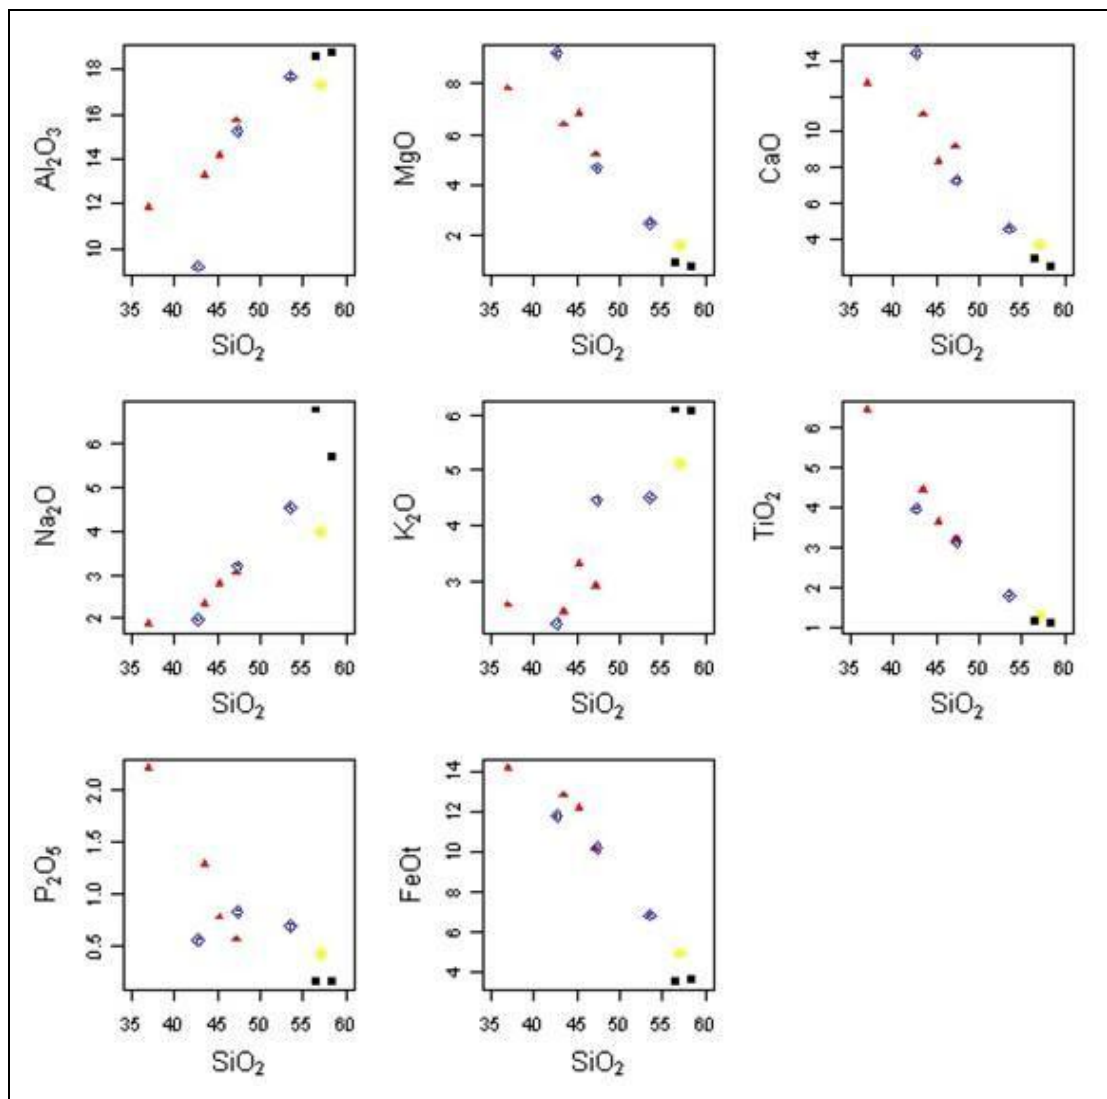 Al₂O₃
10 12 14 16 18
35 40 45 50 55 60
SiO₂
MgO
2 4 6 8
35 40 45 50 55 60
SiO₂
CaO
4 6 8 10 14
35 40 45 50 55 60
SiO₂
Na₂O
2 3 4 5 6
35 40 45 50 55 60
SiO₂
K₂O
3 4 5 6
35 40 45 50 55 60
SiO₂
TiO₂
1 2 3 4 5 6
35 40 45 50 55 60
SiO₂
P₂O₅
0.5 1.0 1.5 2.0
35 40 45 50 55 60
SiO₂
FeOt
4 6 8 10 12 14
35 40 45 50 55 60
SiO₂